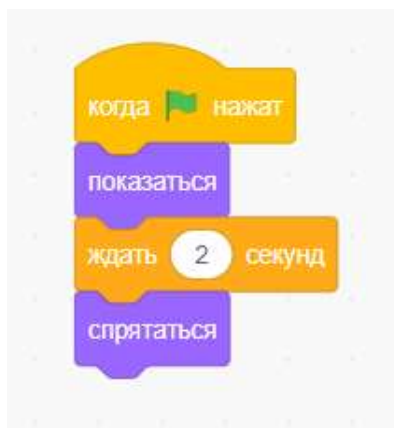 когда нажат
показаться
ждать 2 секунд
спрятаться